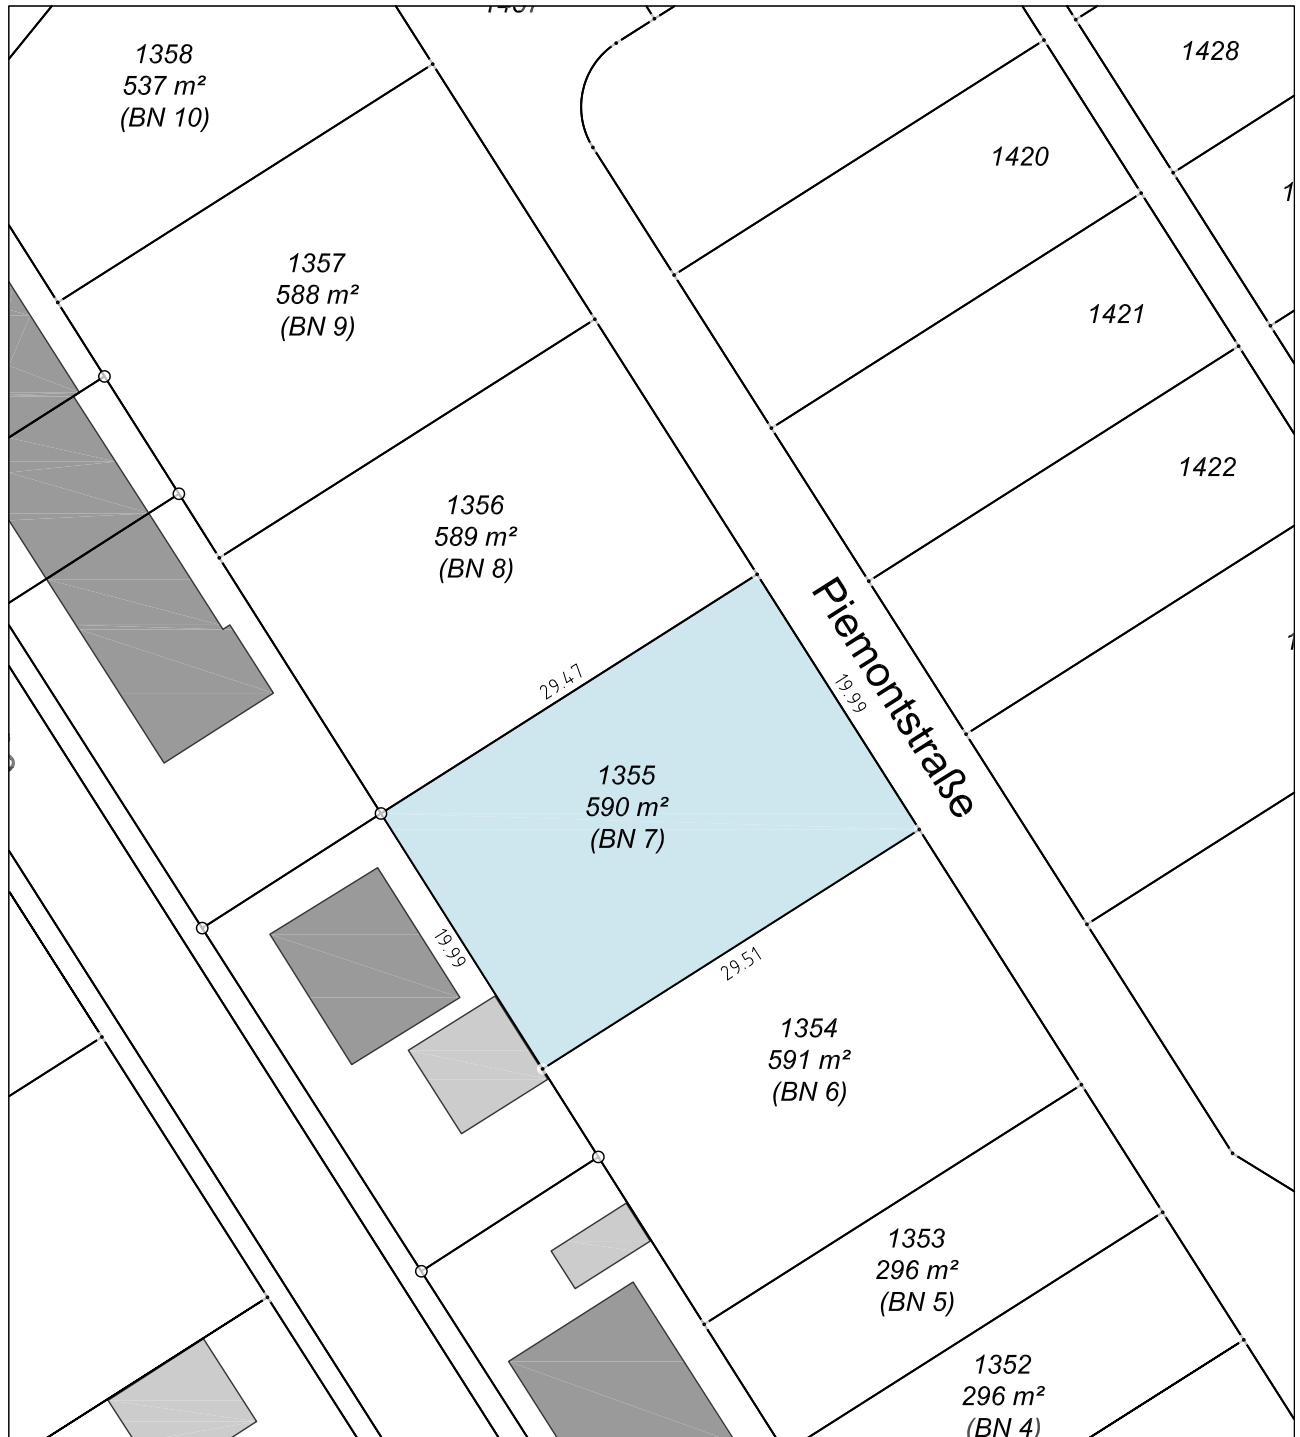 1358
537 m²
(BN 10)
1428
1420
1357
588 m²
(BN 9)
1421
1422
1356
589 m²
(BN 8)
Piemontstraße
29.47
19.99
1355
590 m²
(BN 7)
19.99
29.51
1354
591 m²
(BN 6)
1353
296 m²
(BN 5)
1352
296 m²
(BN 4)